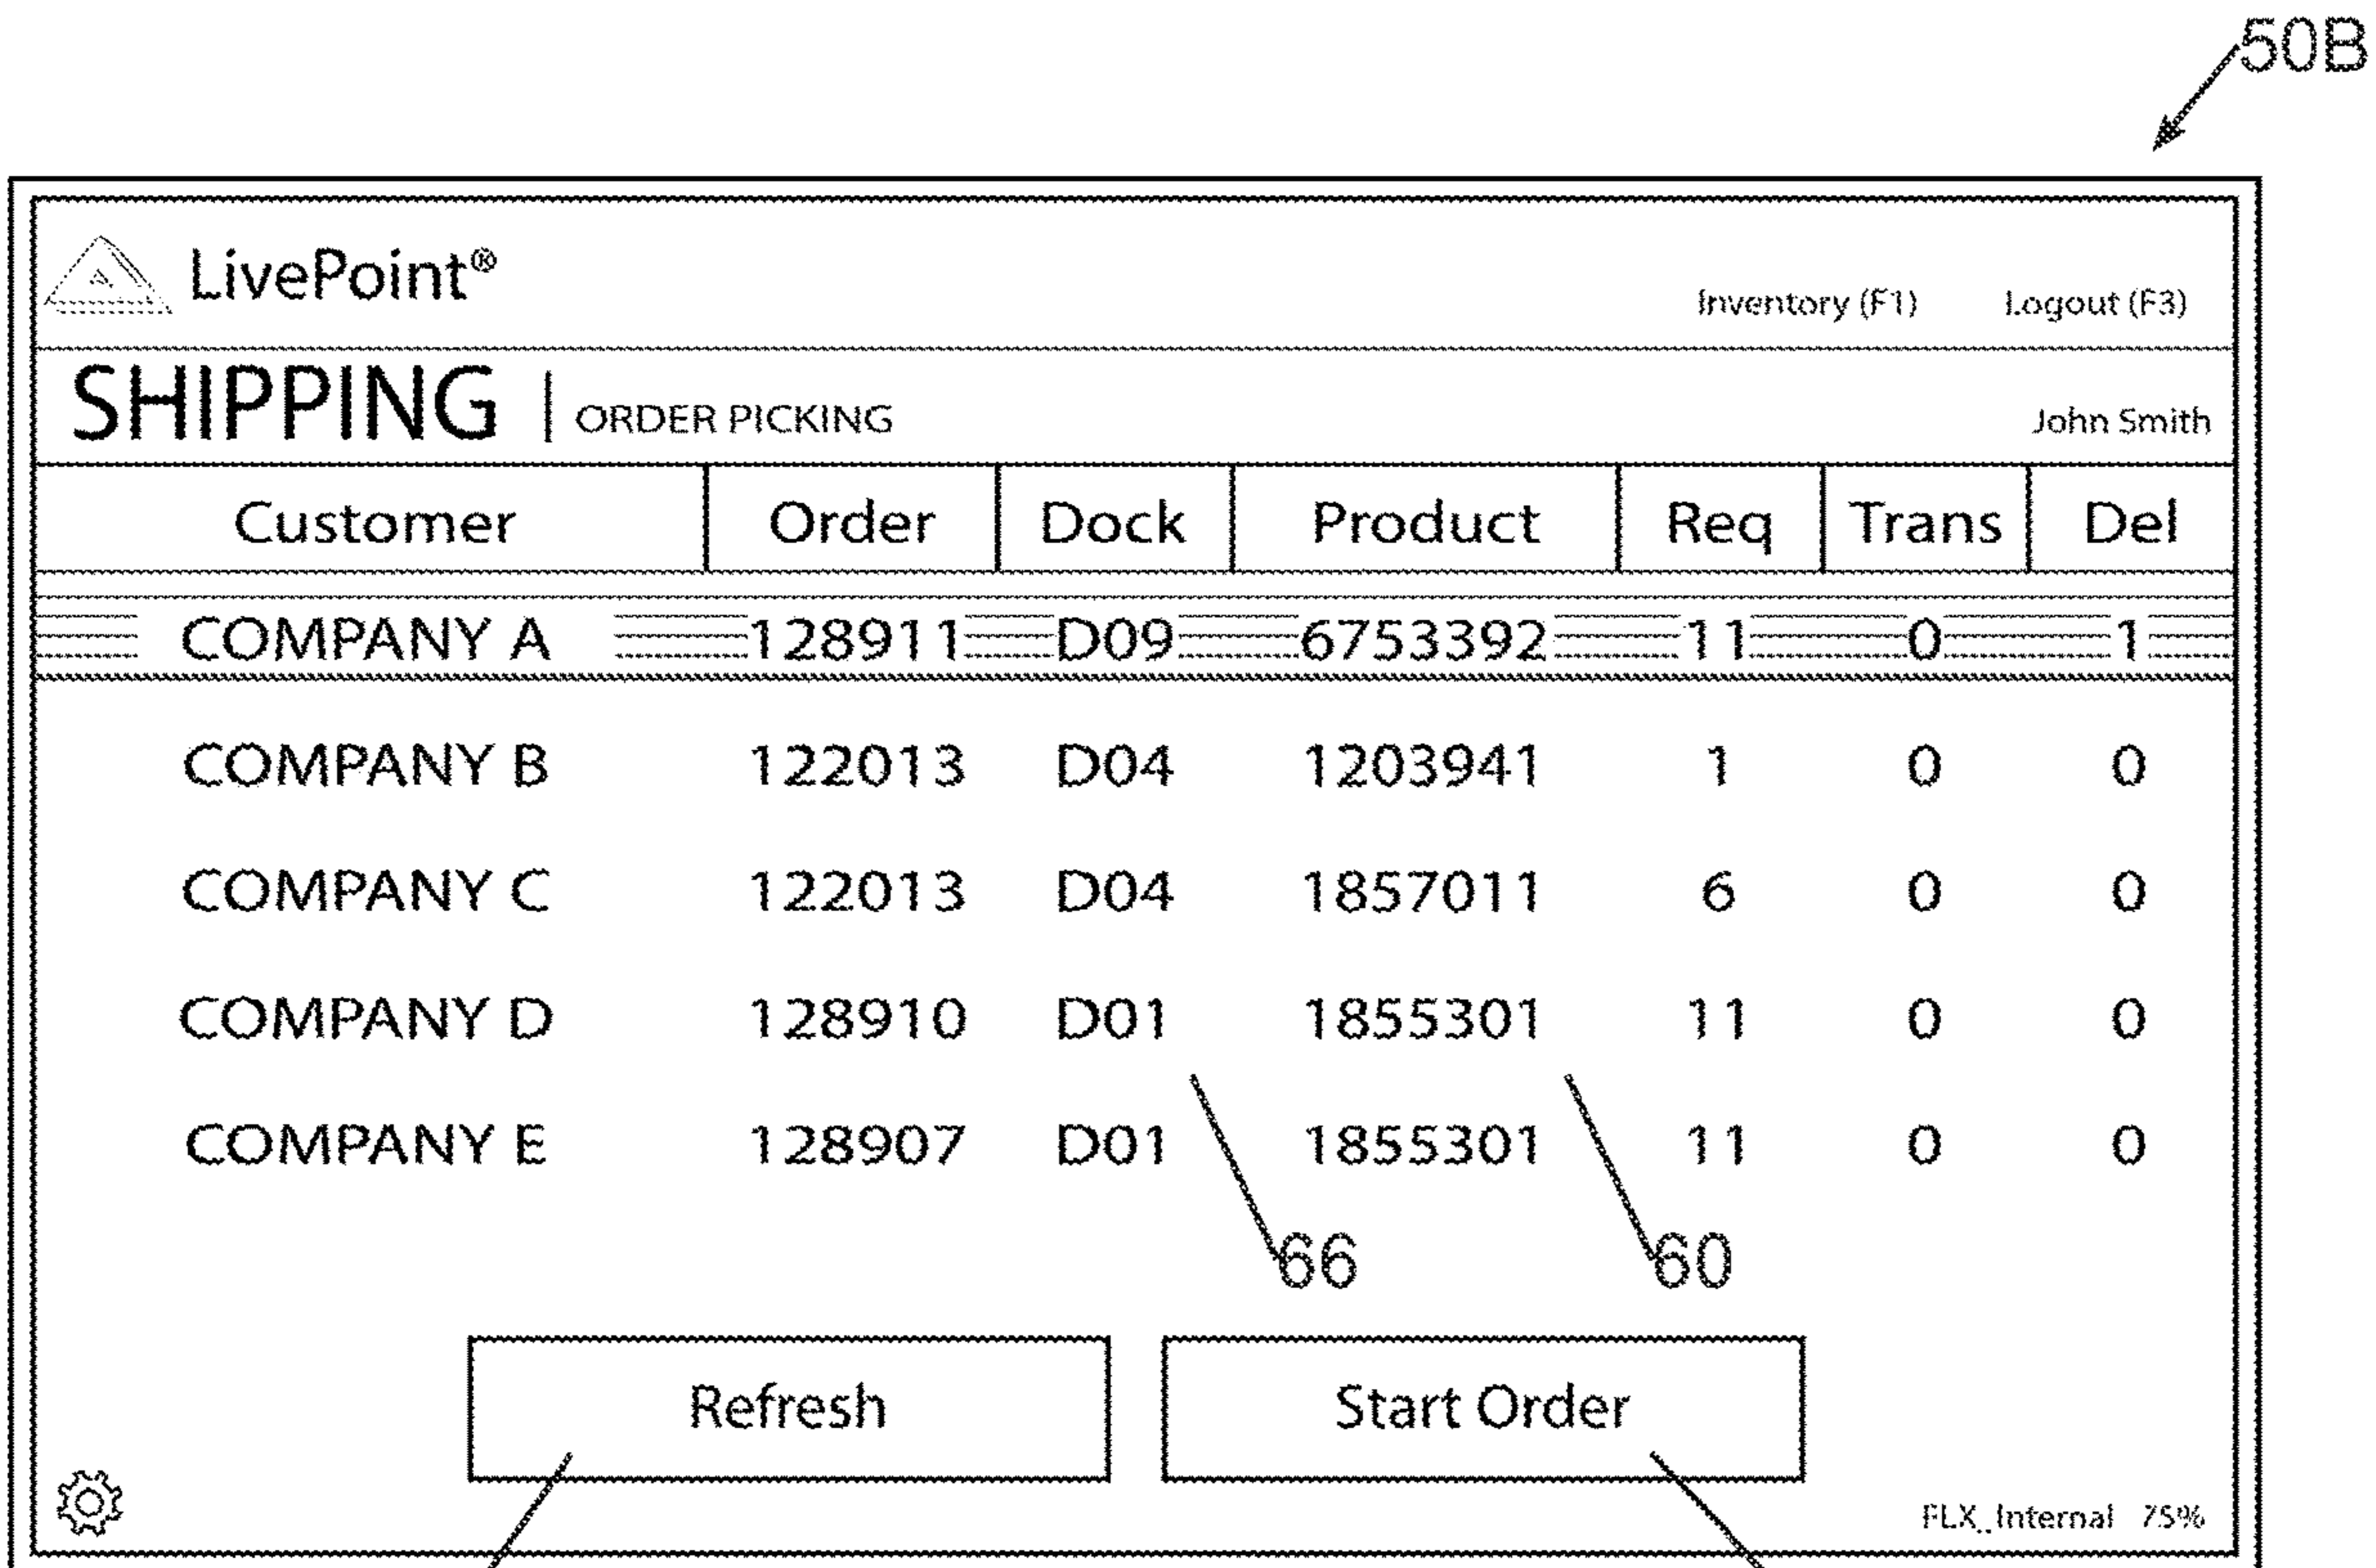 50B
LivePoint®
Inventory (F1) Logout (F3)
SHIPPING | ORDER PICKING John Smith
Customer Order Dock Product Req Trans Del
COMPANY A 128911 D09 6753392 11 0 1
COMPANY B 122013 D04 1203941 1 0 0
COMPANY C 122013 D04 1857011 6 0 0
COMPANY D 128910 D01 1855301 11 0 0
COMPANY E 128907 D01 1855301 11 0 0
66 60
Refresh Start Order
FLX_Internal 75%